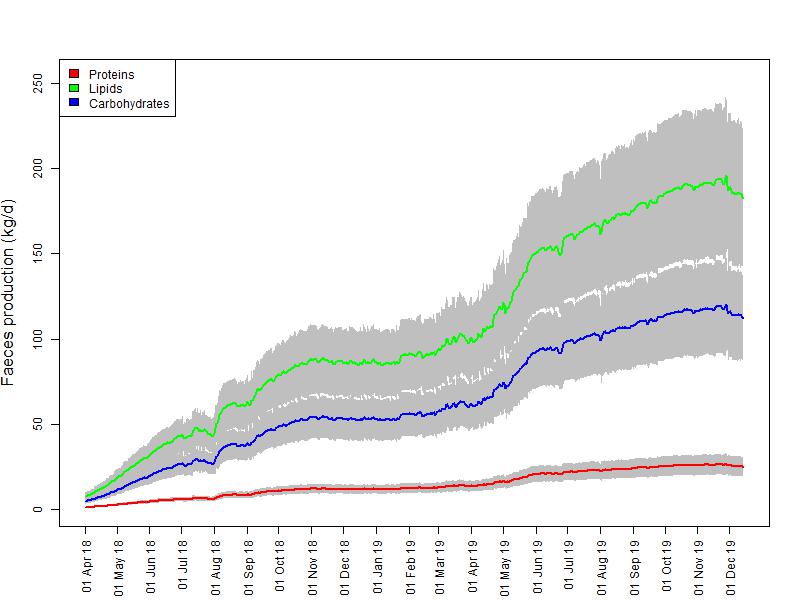 Proteins
Lipids
Carbohydrates
Faeces production (kg/d)
250
200
150
100
50
0
01 Apr 18
01 May 18
01 Jun 18
01 Jul 18
01 Aug 18
01 Sep 18
01 Oct 18
01 Nov 18
01 Dec 18
01 Jan 19
01 Feb 19
01 Mar 19
01 Apr 19
01 May 19
01 Jun 19
01 Jul 19
01 Aug 19
01 Sep 19
01 Oct 19
01 Nov 19
01 Dec 19